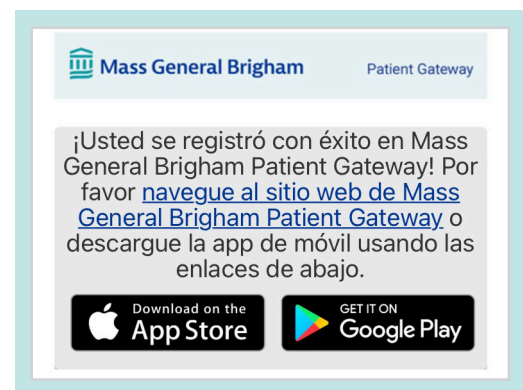 Mass General Brigham
Patient Gateway
¡Usted se registró con éxito en Mass
General Brigham Patient Gateway! Por
favor navegue al sitio web de Mass
General Brigham Patient Gateway o
descargue la app de móvil usando las
enlaces de abajo.
Download on the
App Store
GET IT ON
Google Play